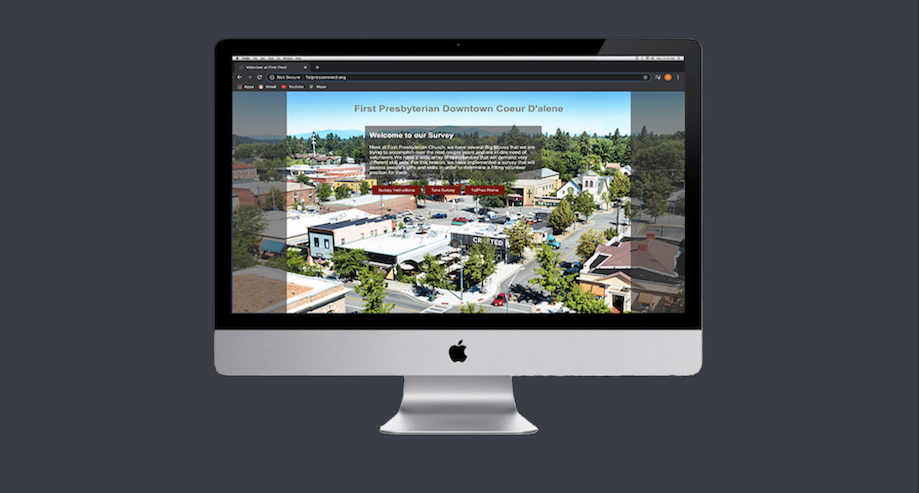 Volunteer at First Pres!
Not Secure
1stpresconnect.org
Apps
Gmail
YouTube
Maps
First Presbyterian Downtown Coeur D'alene
Welcome to our Survey
Here at First Presbyterian Church, we have several Big Moves that we are
trying to accomplish over the next couple years and are in dire need of
volunteers. We have a wide array of opportunities that will demand very
different skill sets. For this reason, we have implemented a survey that will
assess people's gifts and skills in order to determine a fitting volunteer
position for them.
Survey Instructions
Take Survey
1stPres Home
CRAFTED